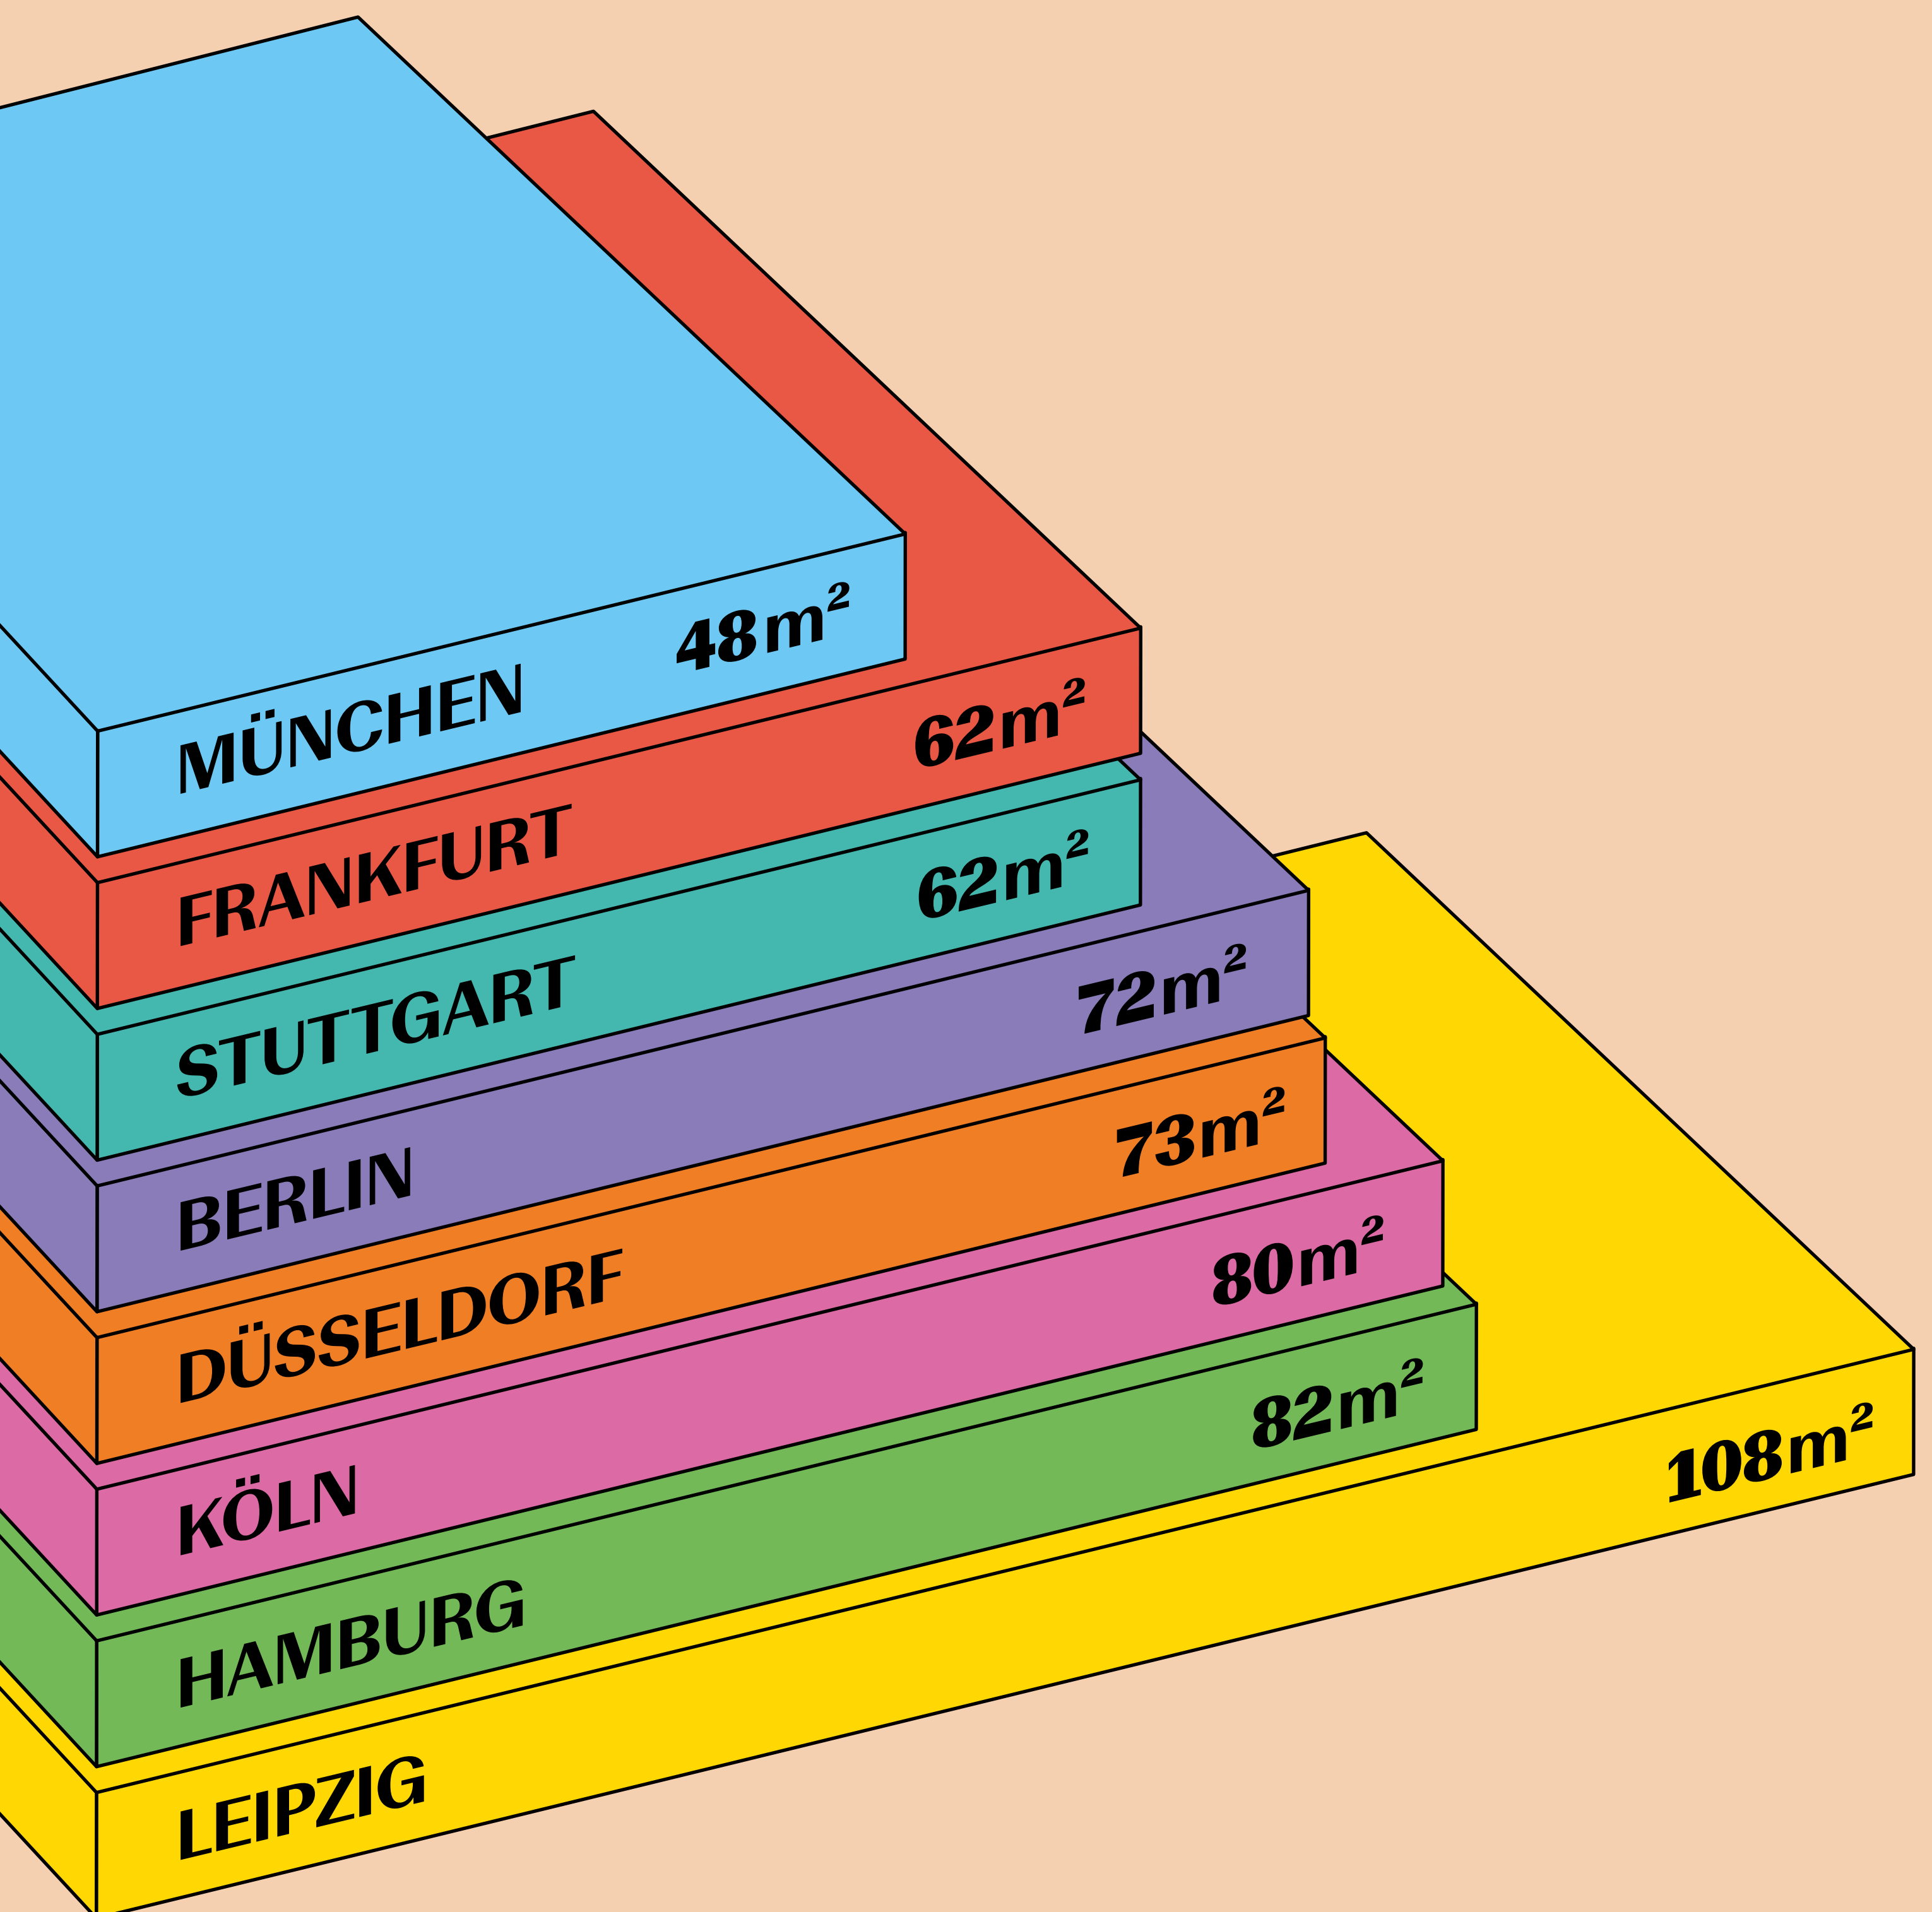 MÜNCHEN 48m²
FRANKFURT 62m²
STUTTGART 62m²
BERLIN 72m²
DÜSSELDORF 73m²
KÖLN 80m²
HAMBURG 82m²
LEIPZIG 108m²